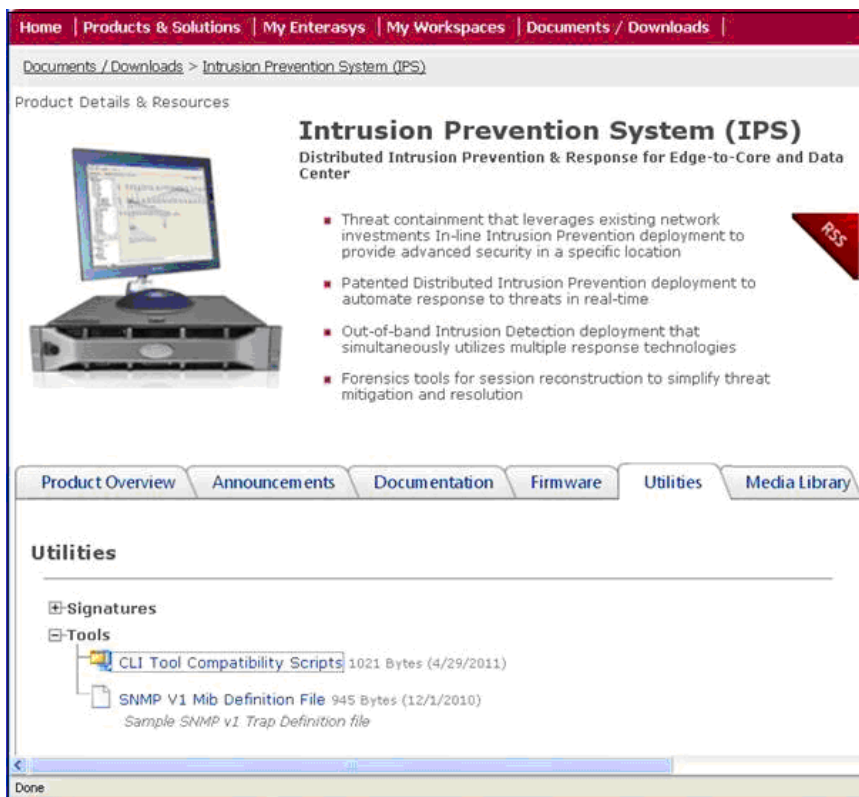 Home | Products & Solutions | My Enterasys | My Workspaces | Documents / Downloads |
Documents / Downloads > Intrusion Prevention System (IPS)
Product Details & Resources
Intrusion Prevention System (IPS)
Distributed Intrusion Prevention & Response for Edge-to-Core and Data
Center
Threat containment that leverages existing network
investments In-line Intrusion Prevention deployment to
provide advanced security in a specific location
RSS
Patented Distributed Intrusion Prevention deployment to
automate response to threats in real-time
Out-of-band Intrusion Detection deployment that
simultaneously utilizes multiple response technologies
Forensics tools for session reconstruction to simplify threat
mitigation and resolution
Product Overview
Announcements
Documentation
Firmware
Utilities
Media Library
Utilities
Signatures
Tools
CLI Tool Compatibility Scripts 1021 Bytes (4/29/2011)
SNMP V1 Mib Definition File 945 Bytes (12/1/2010)
Sample SNMP v1 Trap Definition file
Done